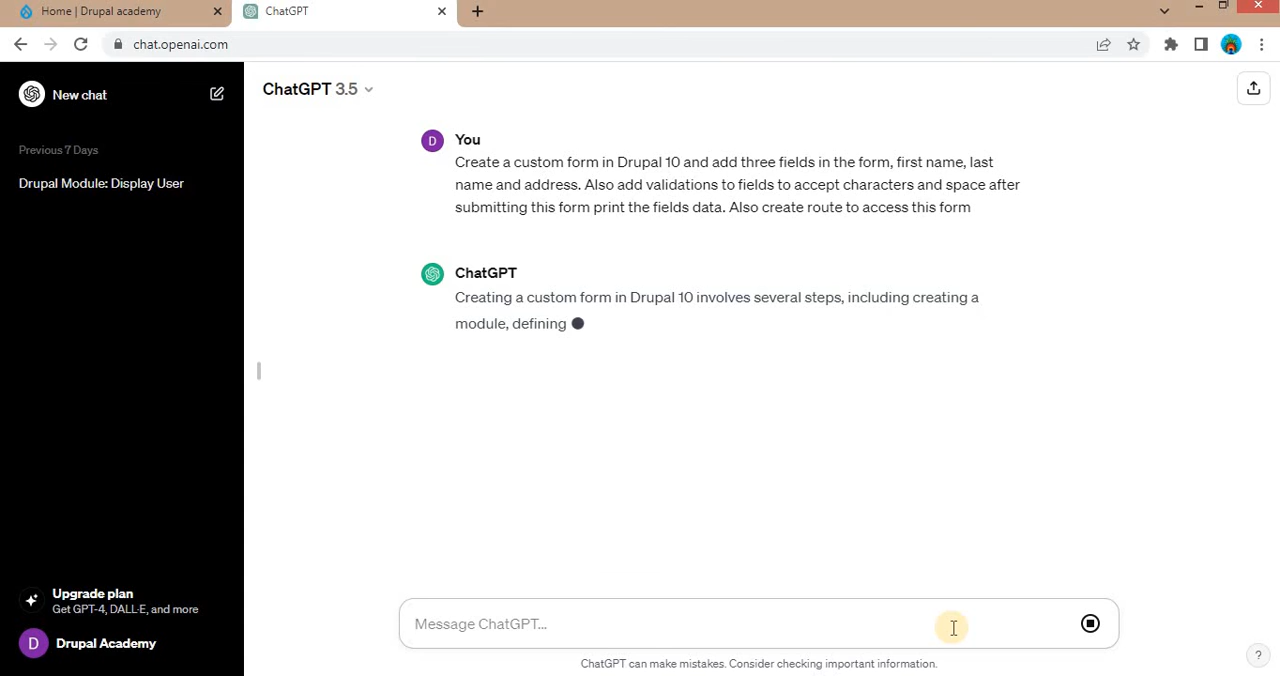 Home | Drupal academy
ChatGPT
chat.openai.com
New chat
Previous 7 Days
Drupal Module: Display User
Upgrade plan
Get GPT-4, DALL·E, and more
D
Drupal Academy
ChatGPT 3.5
D
You
Create a custom form in Drupal 10 and add three fields in the form, first name, last
name and address. Also add validations to fields to accept characters and space after
submitting this form print the fields data. Also create route to access this form
ChatGPT
Creating a custom form in Drupal 10 involves several steps, including creating a
module, defining
Message ChatGPT...
ChatGPT can make mistakes. Consider checking important information.
?